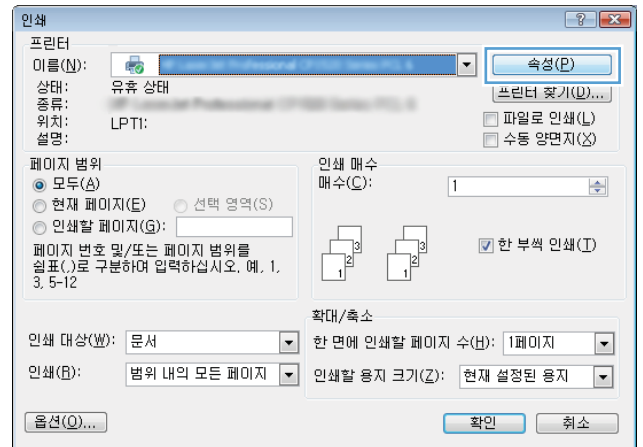 인쇄
프린터
이름(N):
속성(P)
상태: 유휴 상태
프린터 찾기(D)...
종류:
위치: LPT1:
파일로 인쇄(L)
설명:
수동 양면지(X)
페이지 범위
모두(A)
현재 페이지(E) 선택 영역(S)
인쇄할 페이지(G):
페이지 번호 및/또는 페이지 범위를
쉼표(,)로 구분하여 입력하십시오. 예, 1,
3, 5-12
인쇄 매수
매수(C): 1
3 3
2 2
1 1
한 부씩 인쇄(T)
인쇄 대상(W): 문서
인쇄(R): 범위 내의 모든 페이지
확대/축소
한 면에 인쇄할 페이지 수(H): 1페이지
인쇄할 용지 크기(Z): 현재 설정된 용지
옵션(O)...
확인 취소